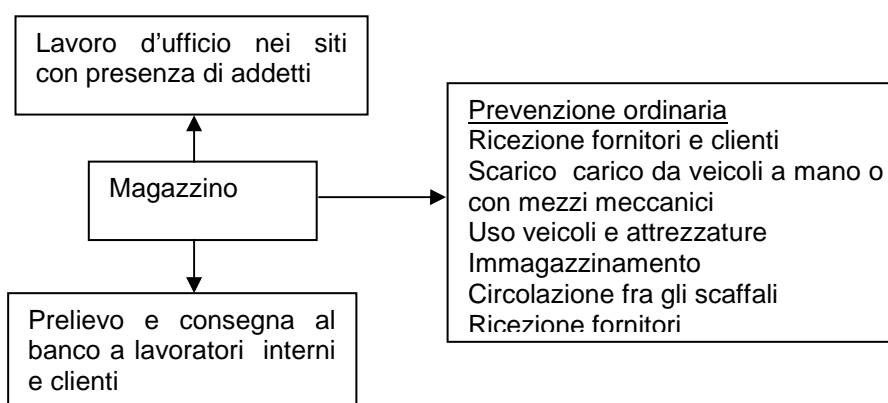 Lavoro d'ufficio nei siti
con presenza di addetti
Magazzino
Prelievo e consegna al
banco a lavoratori interni
e clienti
Prevenzione ordinaria
Ricezione fornitori e clienti
Scarico carico da veicoli a mano o
con mezzi meccanici
Uso veicoli e attrezzature
Immagazzinamento
Circolazione fra gli scaffali
Ricezione fornitori